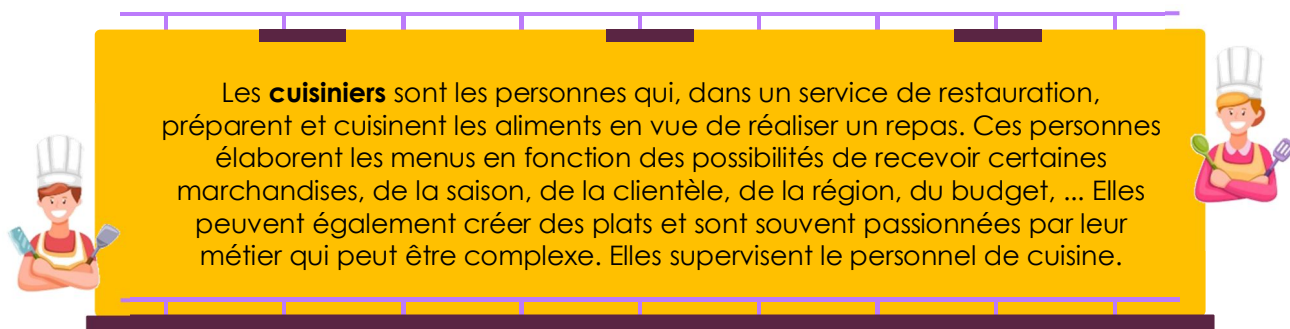 Les cuisiniers sont les personnes qui, dans un service de restauration,
préparent et cuisinent les aliments en vue de réaliser un repas. Ces personnes
élaborent les menus en fonction des possibilités de recevoir certaines
marchandises, de la saison, de la clientèle, de la région, du budget, ... Elles
peuvent également créer des plats et sont souvent passionnées par leur
métier qui peut être complexe. Elles supervisent le personnel de cuisine.